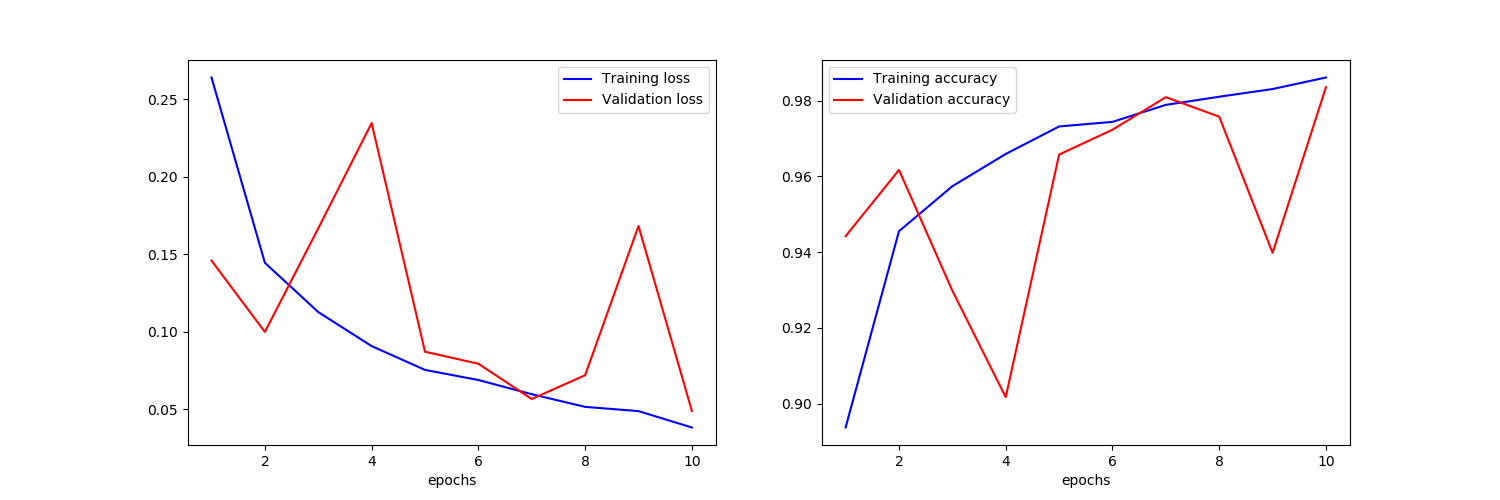 Training loss
Validation loss
0.25
0.20
0.15
0.10
0.05
2 4 6 8 10
epochs
Training accuracy
Validation accuracy
0.98
0.96
0.94
0.92
0.90
2 4 6 8 10
epochs